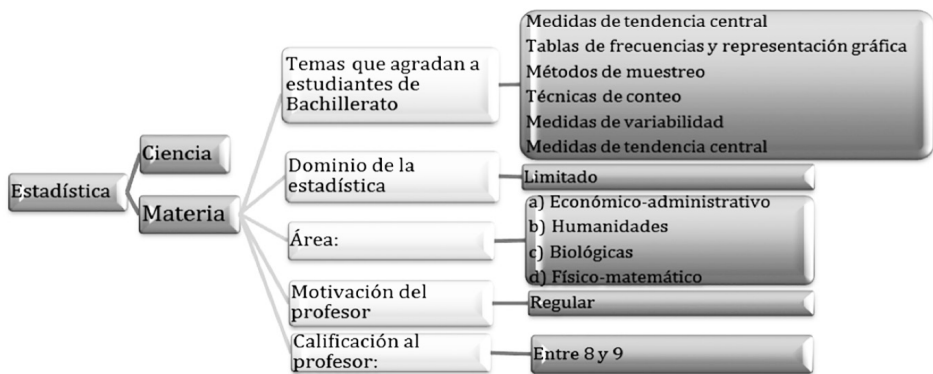 Estadística
Ciencia
Materia
Temas que agradan a
estudiantes de
Bachillerato
Medidas de tendencia central
Tablas de frecuencias y representación gráfica
Métodos de muestreo
Técnicas de conteo
Medidas de variabilidad
Medidas de tendencia central
Dominio de la
estadística
Limitado
Área:
a) Económico-administrativo
b) Humanidades
c) Biológicas
d) Físico-matemático
Motivación del
profesor
Regular
Calificación al
profesor:
Entre 8 y 9